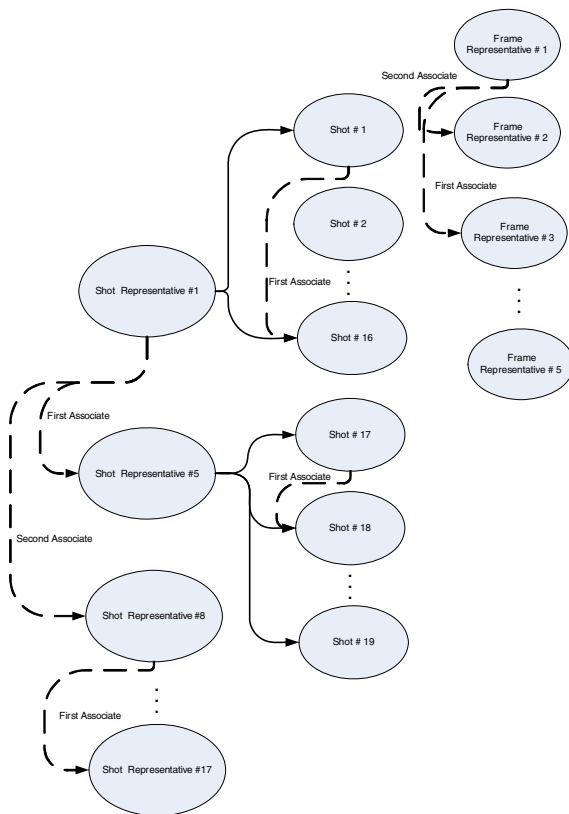 Frame
Representative # 1
Second Associate
Frame
Representative # 2
First Associate
Frame
Representative # 3
Frame
Representative # 5
Shot # 1
Shot # 2
First Associate
Shot # 16
Shot Representative #1
First Associate
Shot Representative #5
Shot # 17
First Associate
Shot # 18
Shot # 19
Second Associate
Shot Representative #8
First Associate
Shot Representative #17